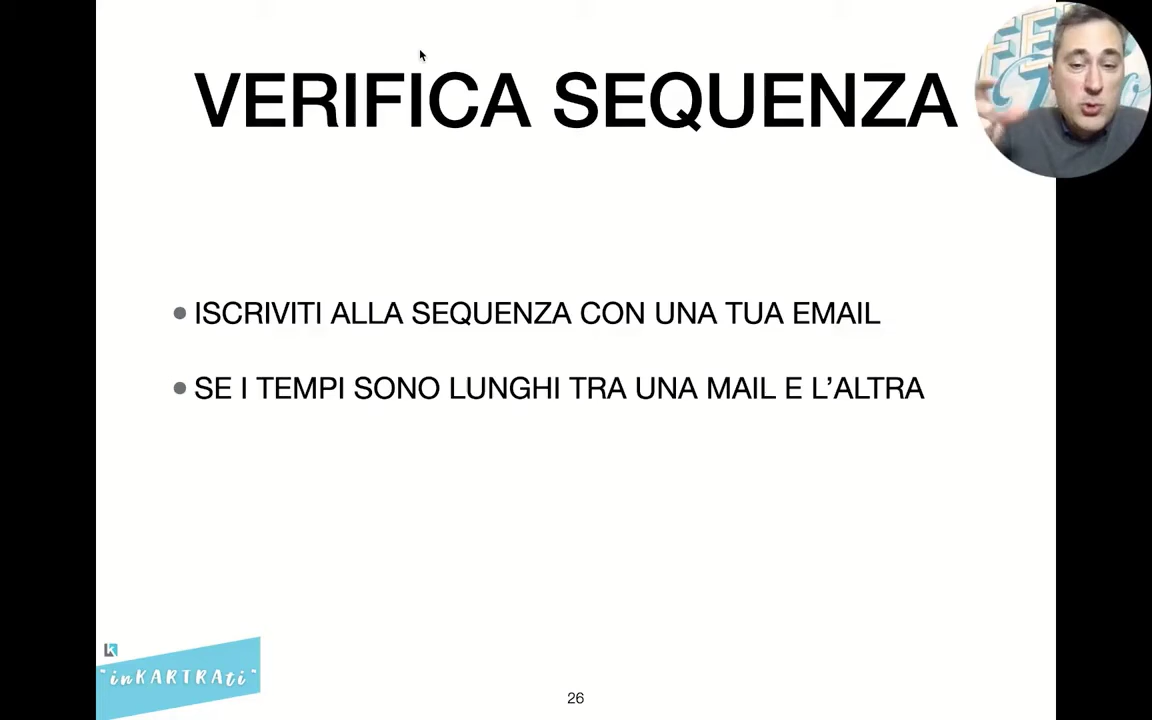 VERIFICA SEQUENZA
• ISCRIVITI ALLA SEQUENZA CON UNA TUA EMAIL
• SE I TEMPI SONO LUNGHI TRA UNA MAIL E L’ALTRA
K
"inKARTRAti"
26